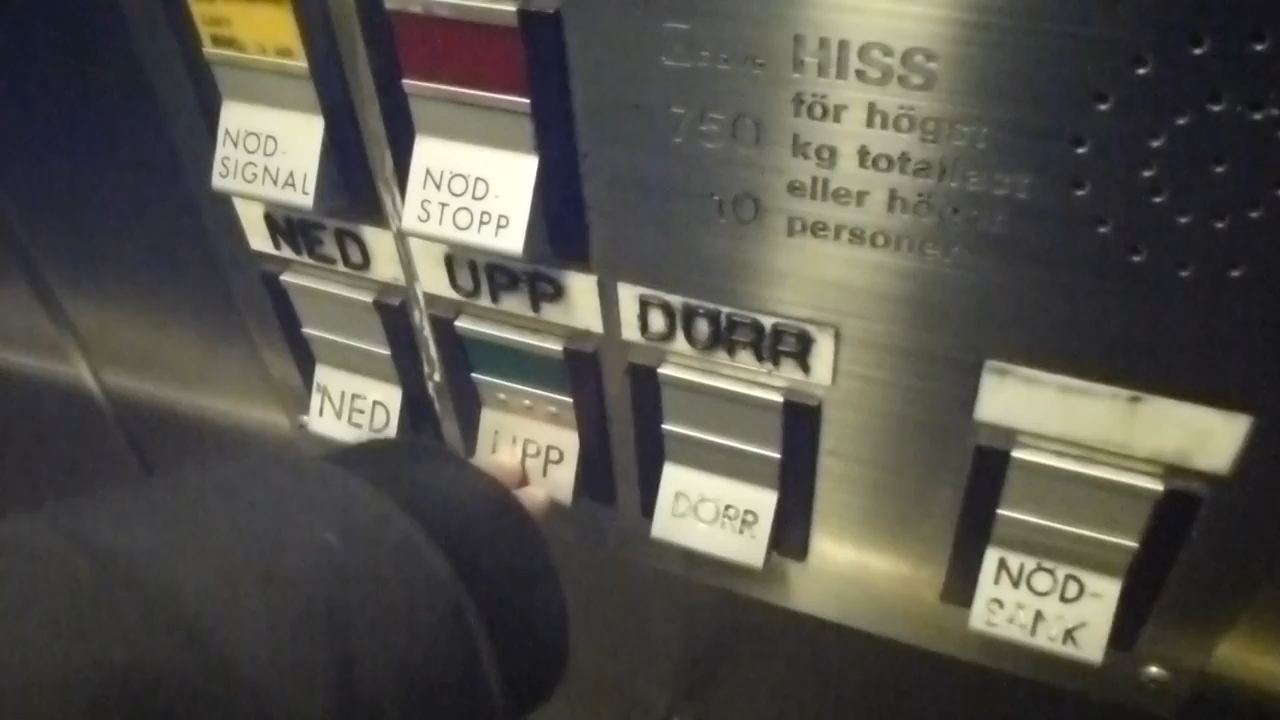 HISS
för högst
750 kg totallast
eller högst
10 personer
NÖD-
SIGNAL
NÖD-
STOPP
NED
UPP
DÖRR
NED
UPP
DÖRR
NÖD-
SÄNK